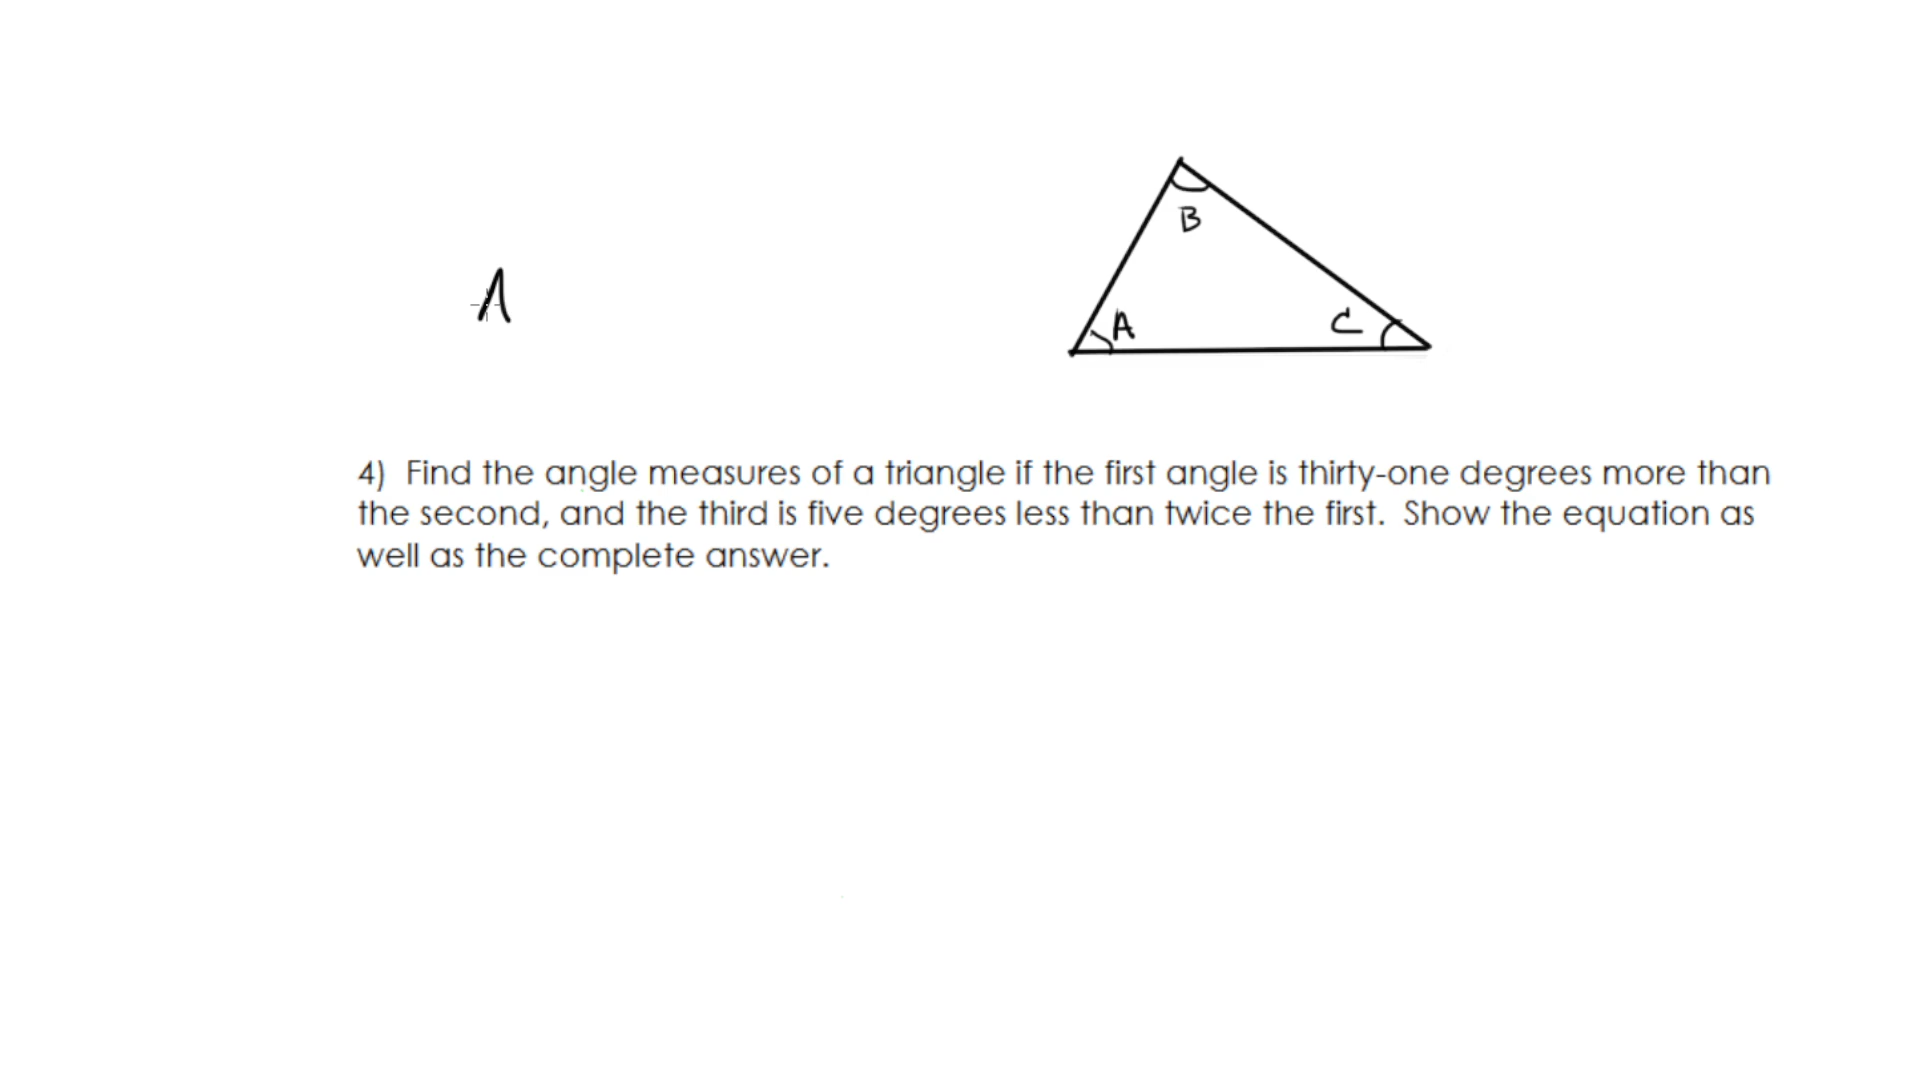 B
A
A
C
4) Find the angle measures of a triangle if the first angle is thirty-one degrees more than
the second, and the third is five degrees less than twice the first. Show the equation as
well as the complete answer.